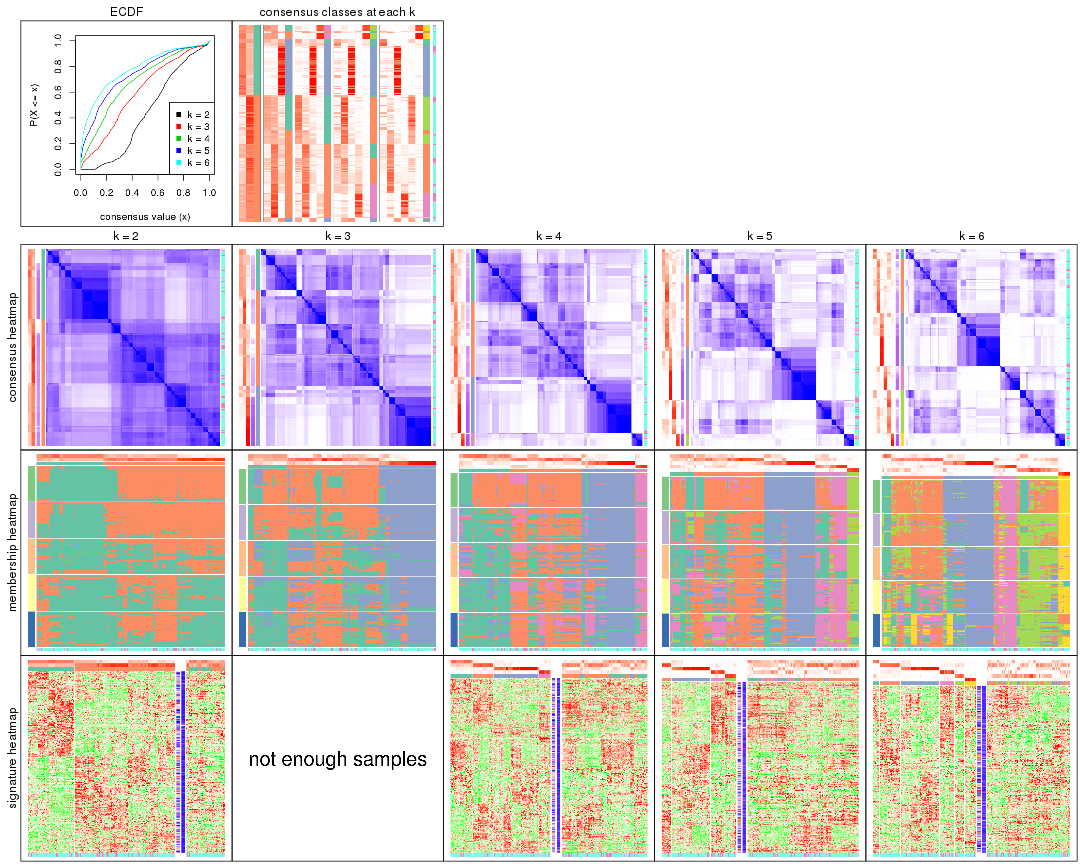 ECDF
consensus classes at each k
P(X <= x)
0.0 0.2 0.4 0.6 0.8 1.0
k = 2
k = 3
k = 4
k = 5
k = 6
0.0 0.2 0.4 0.6 0.8 1.0
consensus value (x)
k = 2
k = 3
k = 4
k = 5
k = 6
consensus heatmap
membership heatmap
signature heatmap
not enough samples